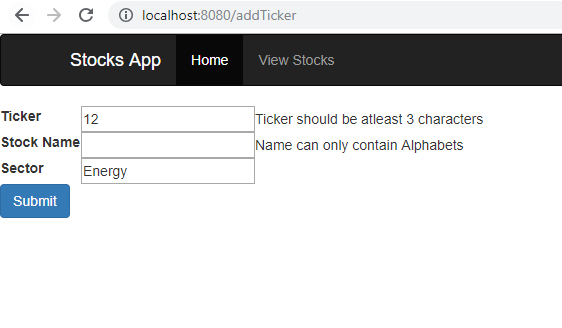 localhost:8080/addTicker
Stocks App Home View Stocks
Ticker 12 Ticker should be atleast 3 characters
Stock Name Name can only contain Alphabets
Sector Energy
Submit